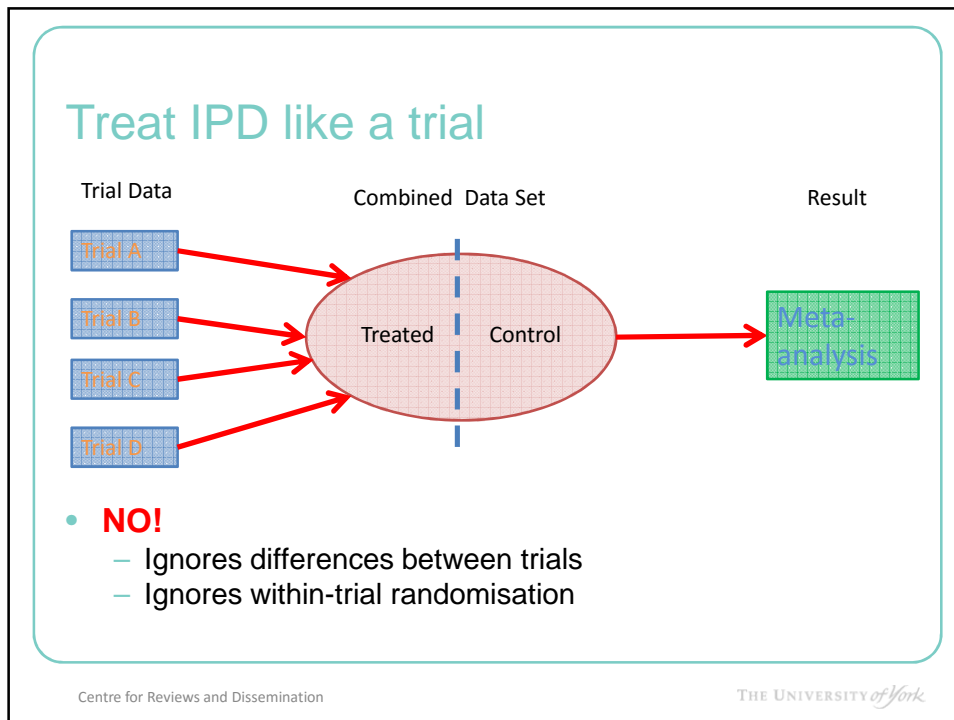 Treat IPD like a trial
Trial Data
Combined Data Set
Result
Trial A
Trial B
Trial C
Trial D
Treated
Control
Meta-
analysis
• NO!
– Ignores differences between trials
– Ignores within-trial randomisation
Centre for Reviews and Dissemination
THE UNIVERSITY of York